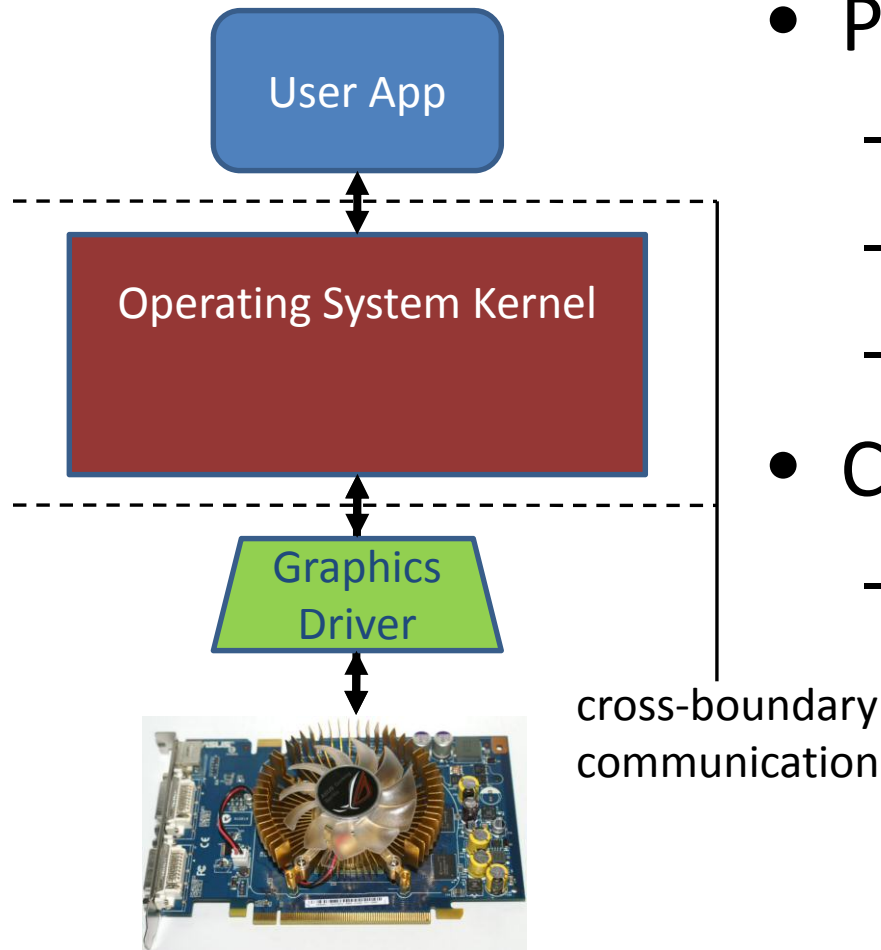 User App
Operating System Kernel
Graphics
Driver
cross-boundary
communication
• P
-
-
-
• C
-